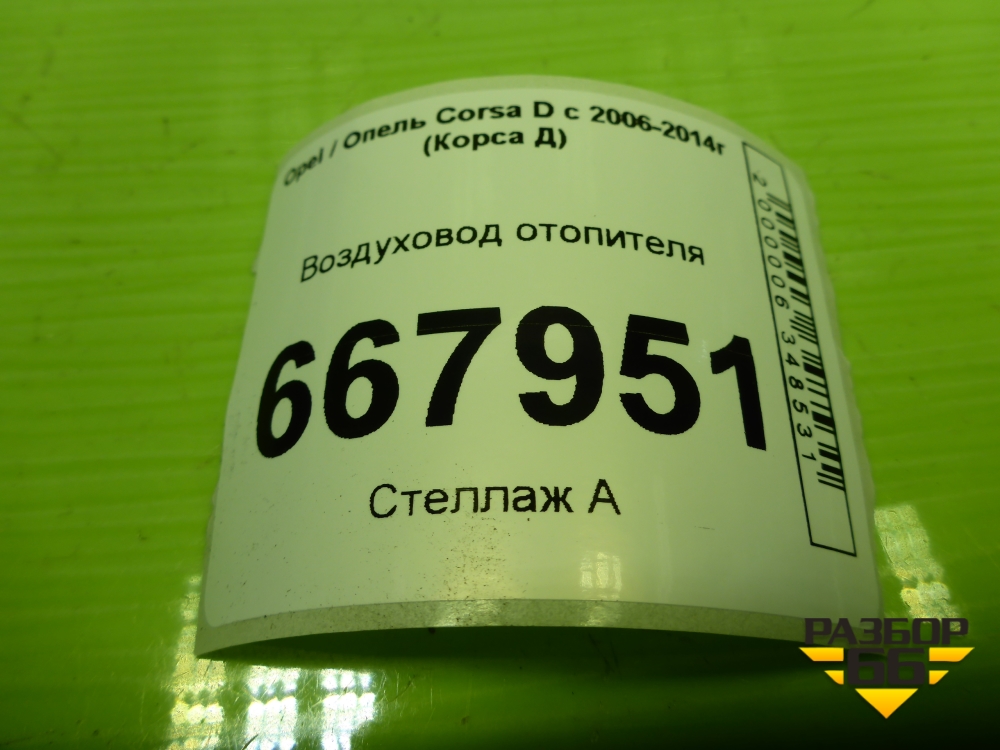 Opel / Опель Corsa D с 2006-2014г
(Корса Д)
Воздуховод отопителя
667951
Стеллаж А
2000006348531
РАЗБОР
66